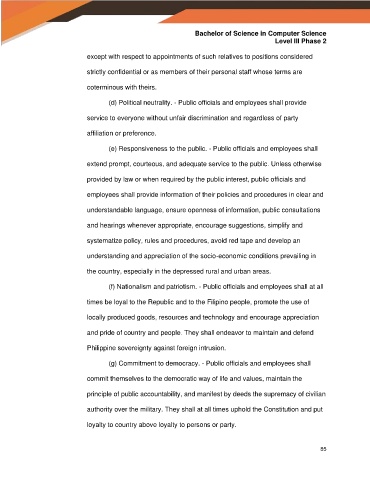 Bachelor of Science in Computer Science
Level III Phase 2
except with respect to appointments of such relatives to positions considered
strictly confidential or as members of their personal staff whose terms are
coterminous with theirs.
(d) Political neutrality. - Public officials and employees shall provide
service to everyone without unfair discrimination and regardless of party
affiliation or preference.
(e) Responsiveness to the public. - Public officials and employees shall
extend prompt, courteous, and adequate service to the public. Unless otherwise
provided by law or when required by the public interest, public officials and
employees shall provide information of their policies and procedures in clear and
understandable language, ensure openness of information, public consultations
and hearings whenever appropriate, encourage suggestions, simplify and
systematize policy, rules and procedures, avoid red tape and develop an
understanding and appreciation of the socio-economic conditions prevailing in
the country, especially in the depressed rural and urban areas.
(f) Nationalism and patriotism. - Public officials and employees shall at all
times be loyal to the Republic and to the Filipino people, promote the use of
locally produced goods, resources and technology and encourage appreciation
and pride of country and people. They shall endeavor to maintain and defend
Philippine sovereignty against foreign intrusion.
(g) Commitment to democracy. - Public officials and employees shall
commit themselves to the democratic way of life and values, maintain the
principle of public accountability, and manifest by deeds the supremacy of civilian
authority over the military. They shall at all times uphold the Constitution and put
loyalty to country above loyalty to persons or party.
85